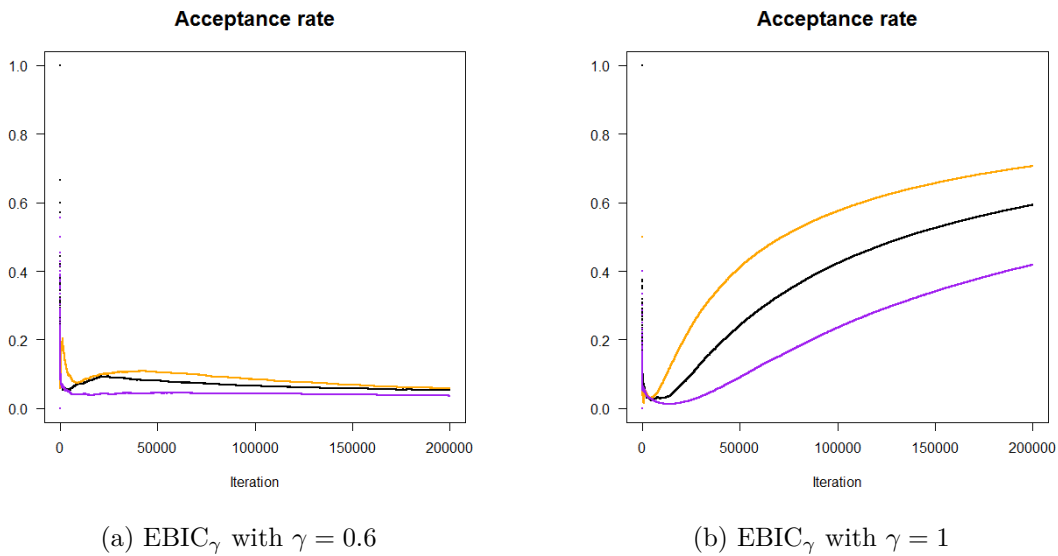 Acceptance rate
1.0
0.8
0.6
0.4
0.2
0.0
0 50000 100000 150000 200000
Iteration
(a) EBICγ with γ = 0.6
Acceptance rate
1.0
0.8
0.6
0.4
0.2
0.0
0 50000 100000 150000 200000
Iteration
(b) EBICγ with γ = 1